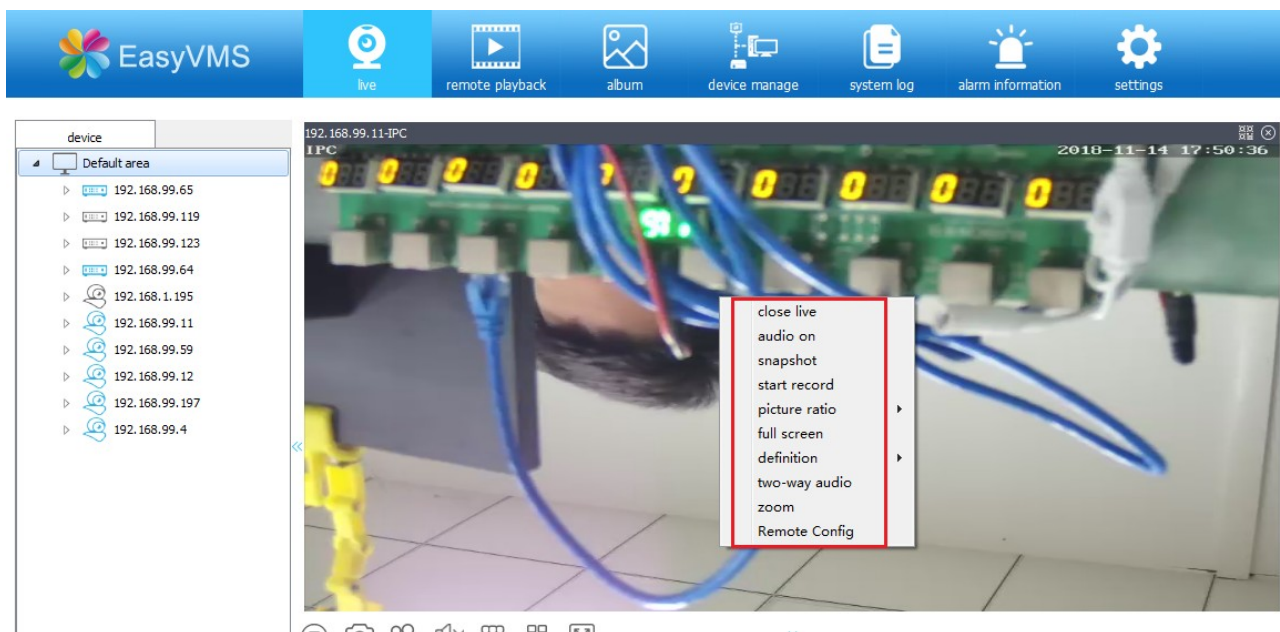 EasyVMS
live
remote playback
album
device manage
system log
alarm information
settings
device
Default area
192.168.99.65
192.168.99.119
192.168.99.123
192.168.99.64
192.168.1.195
192.168.99.11
192.168.99.59
192.168.99.12
192.168.99.197
192.168.99.4
192.168.99.11-IPC
IPC
2018-11-14 17:50:36
close live
audio on
snapshot
start record
picture ratio
full screen
definition
two-way audio
zoom
Remote Config